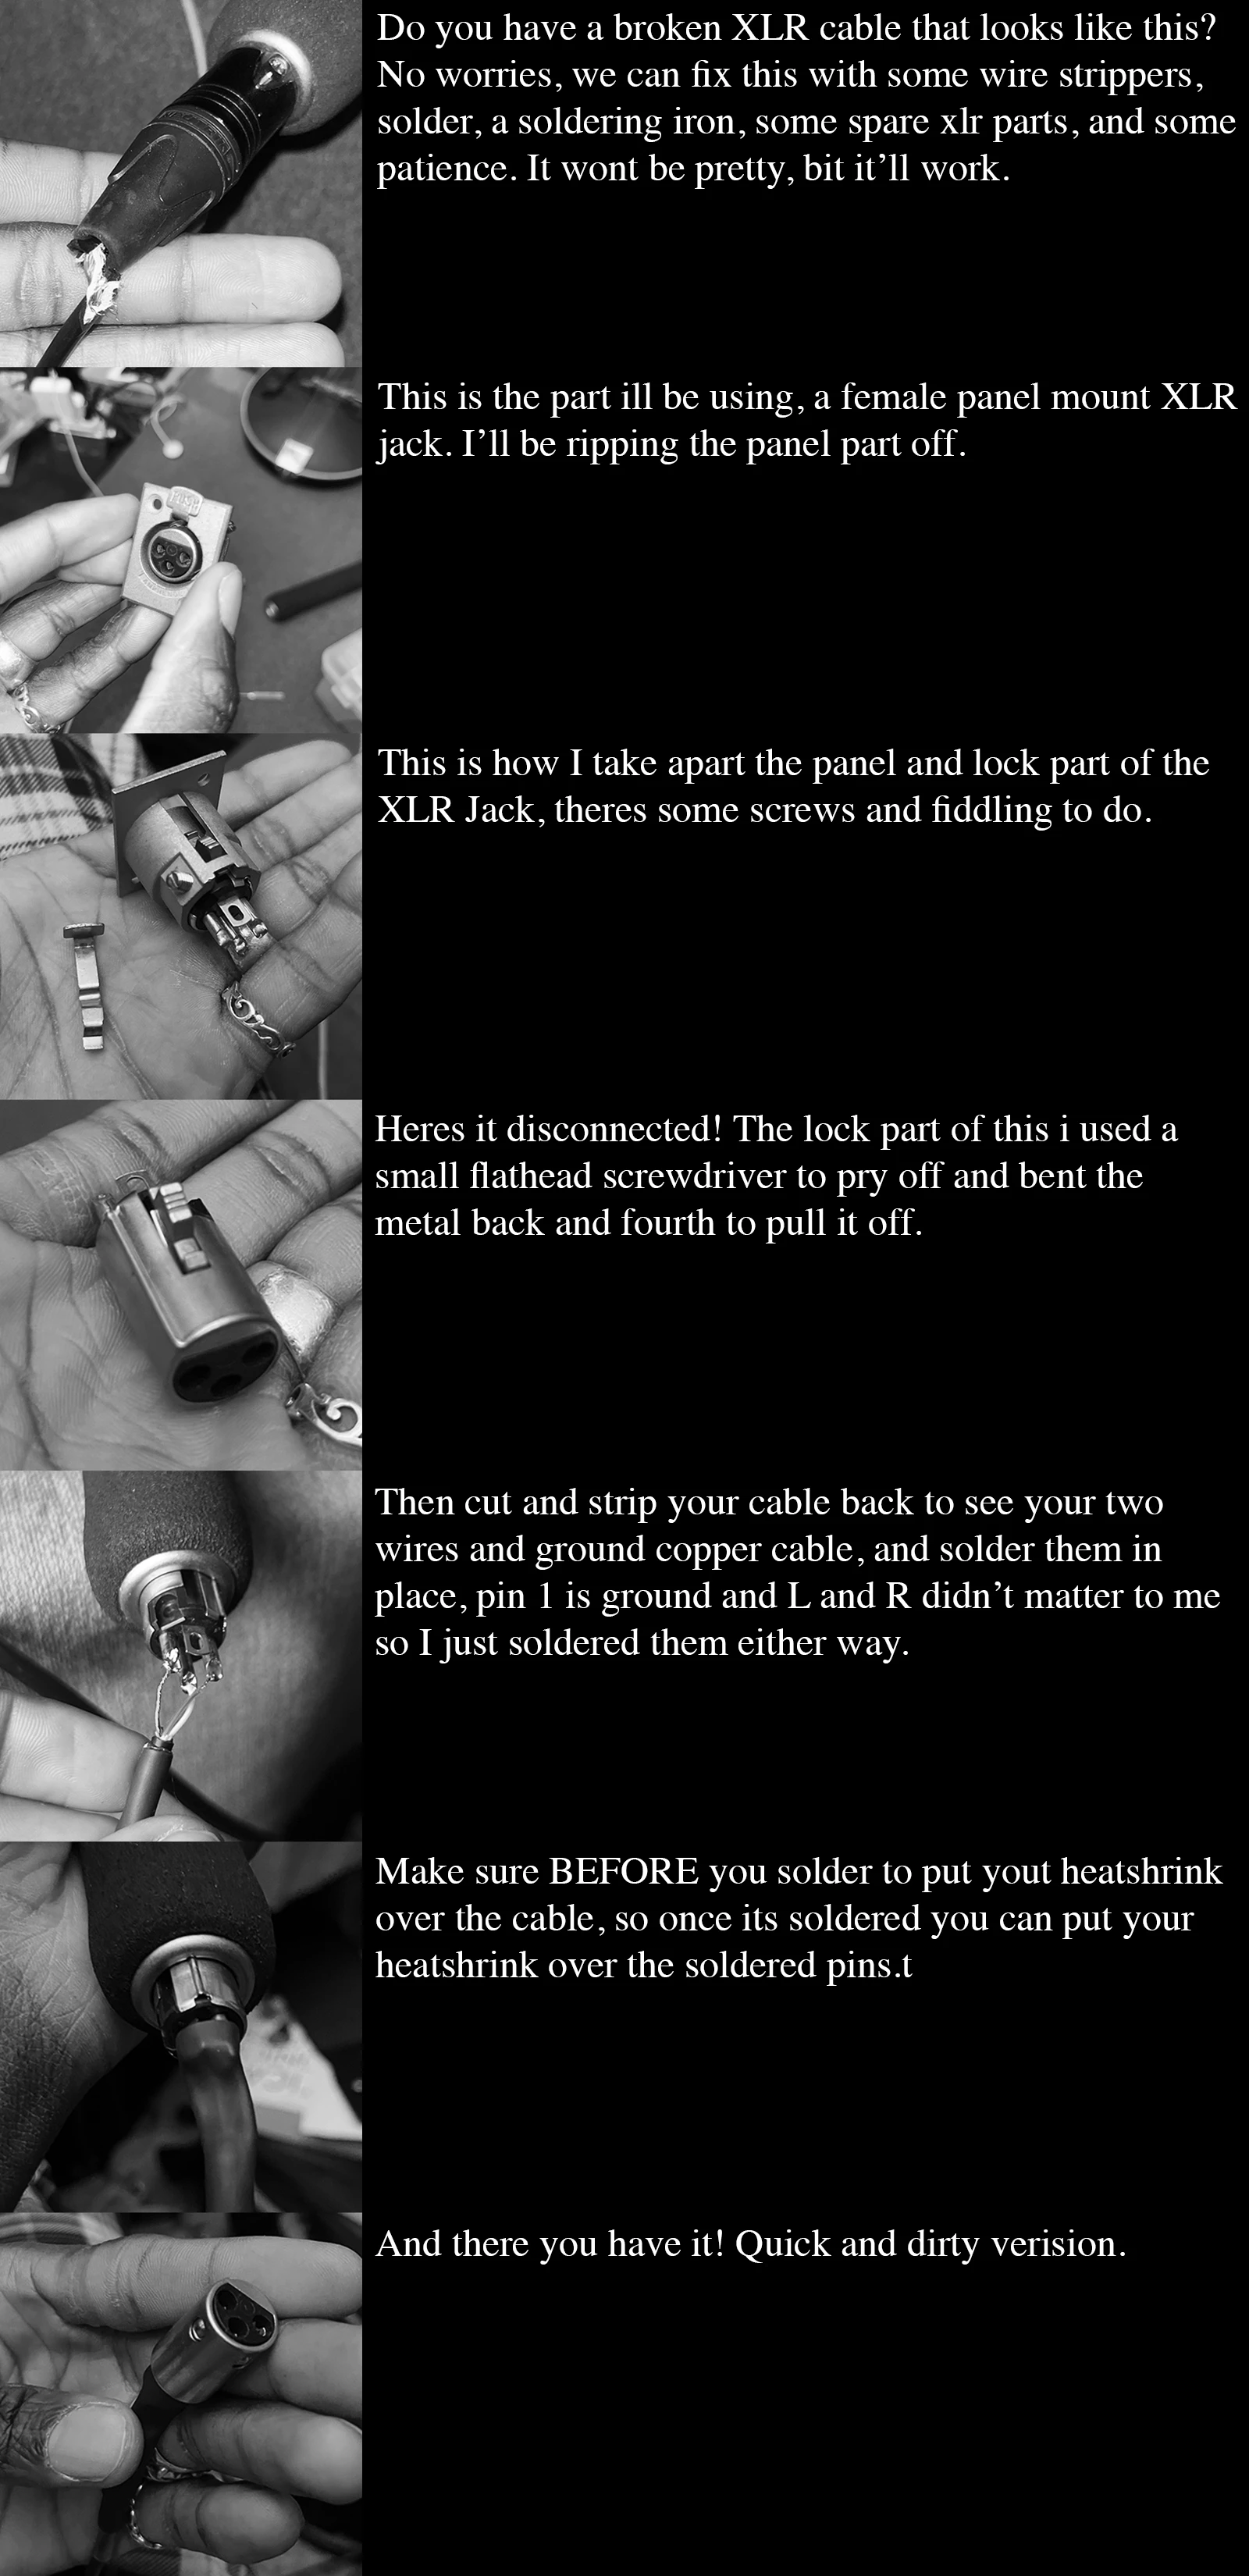 Do you have a broken XLR cable that looks like this?
No worries, we can fix this with some wire strippers,
solder, a soldering iron, some spare xlr parts, and some
patience. It wont be pretty, bit it’ll work.
This is the part ill be using, a female panel mount XLR
jack. I’ll be ripping the panel part off.
This is how I take apart the panel and lock part of the
XLR Jack, theres some screws and fiddling to do.
Heres it disconnected! The lock part of this i used a
small flathead screwdriver to pry off and bent the
metal back and fourth to pull it off.
Then cut and strip your cable back to see your two
wires and ground copper cable, and solder them in
place, pin 1 is ground and L and R didn’t matter to me
so I just soldered them either way.
Make sure BEFORE you solder to put yout heatshrink
over the cable, so once its soldered you can put your
heatshrink over the soldered pins.t
And there you have it! Quick and dirty verision.